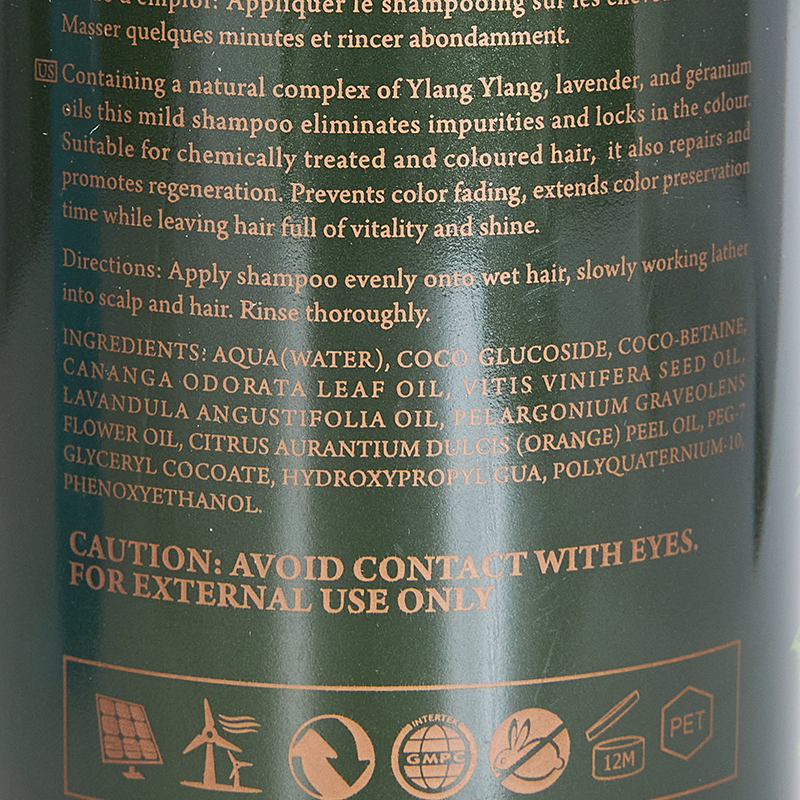 d'emploi: Appliquer le shampooing sur les
Masser quelques minutes et rincer abondamment.
US Containing a natural complex of Ylang Ylang, lavender, and geranium
oils this mild shampoo eliminates impurities and locks in the colour.
Suitable for chemically treated and coloured hair, it also repairs and
promotes regeneration. Prevents color fading, extends color preservation
time while leaving hair full of vitality and shine.
Directions: Apply shampoo evenly onto wet hair, slowly working lather
into scalp and hair. Rinse thoroughly.
INGREDIENTS: AQUA(WATER), COCO GLUCOSIDE, COCO-BETAINE,
CANANGA ODORATA LEAF OIL, VITIS VINIFERA SEED OIL,
LAVANDULA ANGUSTIFOLIA OIL, PELARGONIUM GRAVEOLENS
FLOWER OIL, CITRUS AURANTIUM DULCIS (ORANGE) PEEL OIL, PEG-7
GLYCERYL COCOATE, HYDROXYPROPYL GUA, POLYQUATERNIUM-10,
PHENOXYETHANOL.
CAUTION: AVOID CONTACT WITH EYES.
FOR EXTERNAL USE ONLY
INTERTEK
GMPC
12M
PET